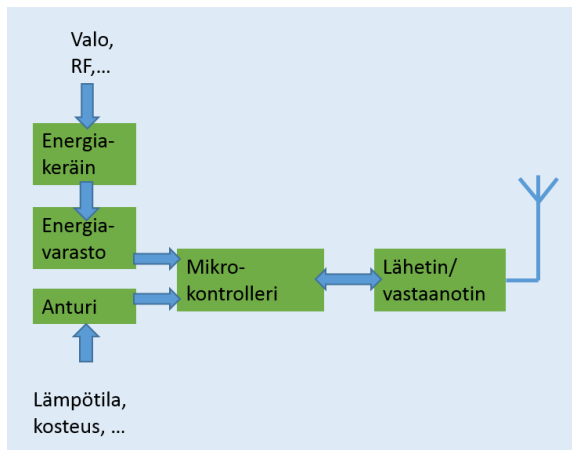 Valo,
RF,...
Energia-
keräin
Energia-
varasto
Anturi
Lämpötila,
kosteus, ...
Mikro-
kontrolleri
Lähetin/
vastaanotin